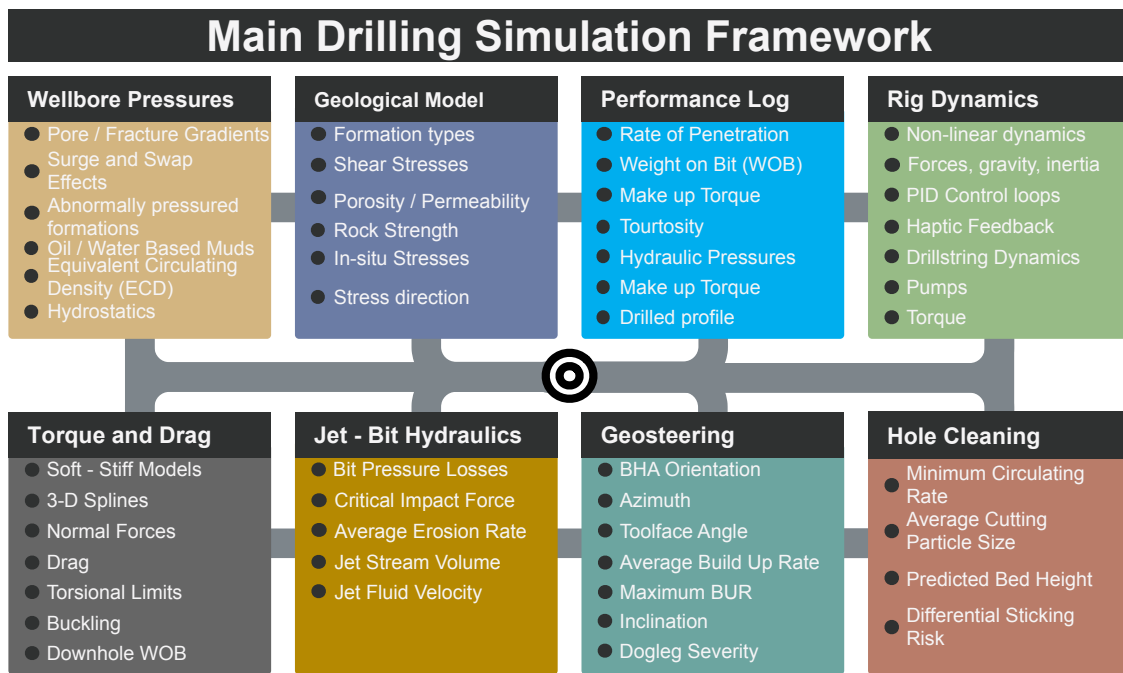 Main Drilling Simulation Framework
Wellbore Pressures
Pore / Fracture Gradients
Surge and Swap
Effects
Abnormally pressured
formations
Oil / Water Based Muds
Equivalent Circulating
Density (ECD)
Hydrostatics
Geological Model
Formation types
Shear Stresses
Porosity / Permeability
Rock Strength
In-situ Stresses
Stress direction
Performance Log
Rate of Penetration
Weight on Bit (WOB)
Make up Torque
Tourtosity
Hydraulic Pressures
Make up Torque
Drilled profile
Rig Dynamics
Non-linear dynamics
Forces, gravity, inertia
PID Control loops
Haptic Feedback
Drillstring Dynamics
Pumps
Torque
Torque and Drag
Soft - Stiff Models
3-D Splines
Normal Forces
Drag
Torsional Limits
Buckling
Downhole WOB
Jet - Bit Hydraulics
Bit Pressure Losses
Critical Impact Force
Average Erosion Rate
Jet Stream Volume
Jet Fluid Velocity
Geosteering
BHA Orientation
Azimuth
Toolface Angle
Average Build Up Rate
Maximum BUR
Inclination
Dogleg Severity
Hole Cleaning
Minimum Circulating
Rate
Average Cutting
Particle Size
Predicted Bed Height
Differential Sticking
Risk